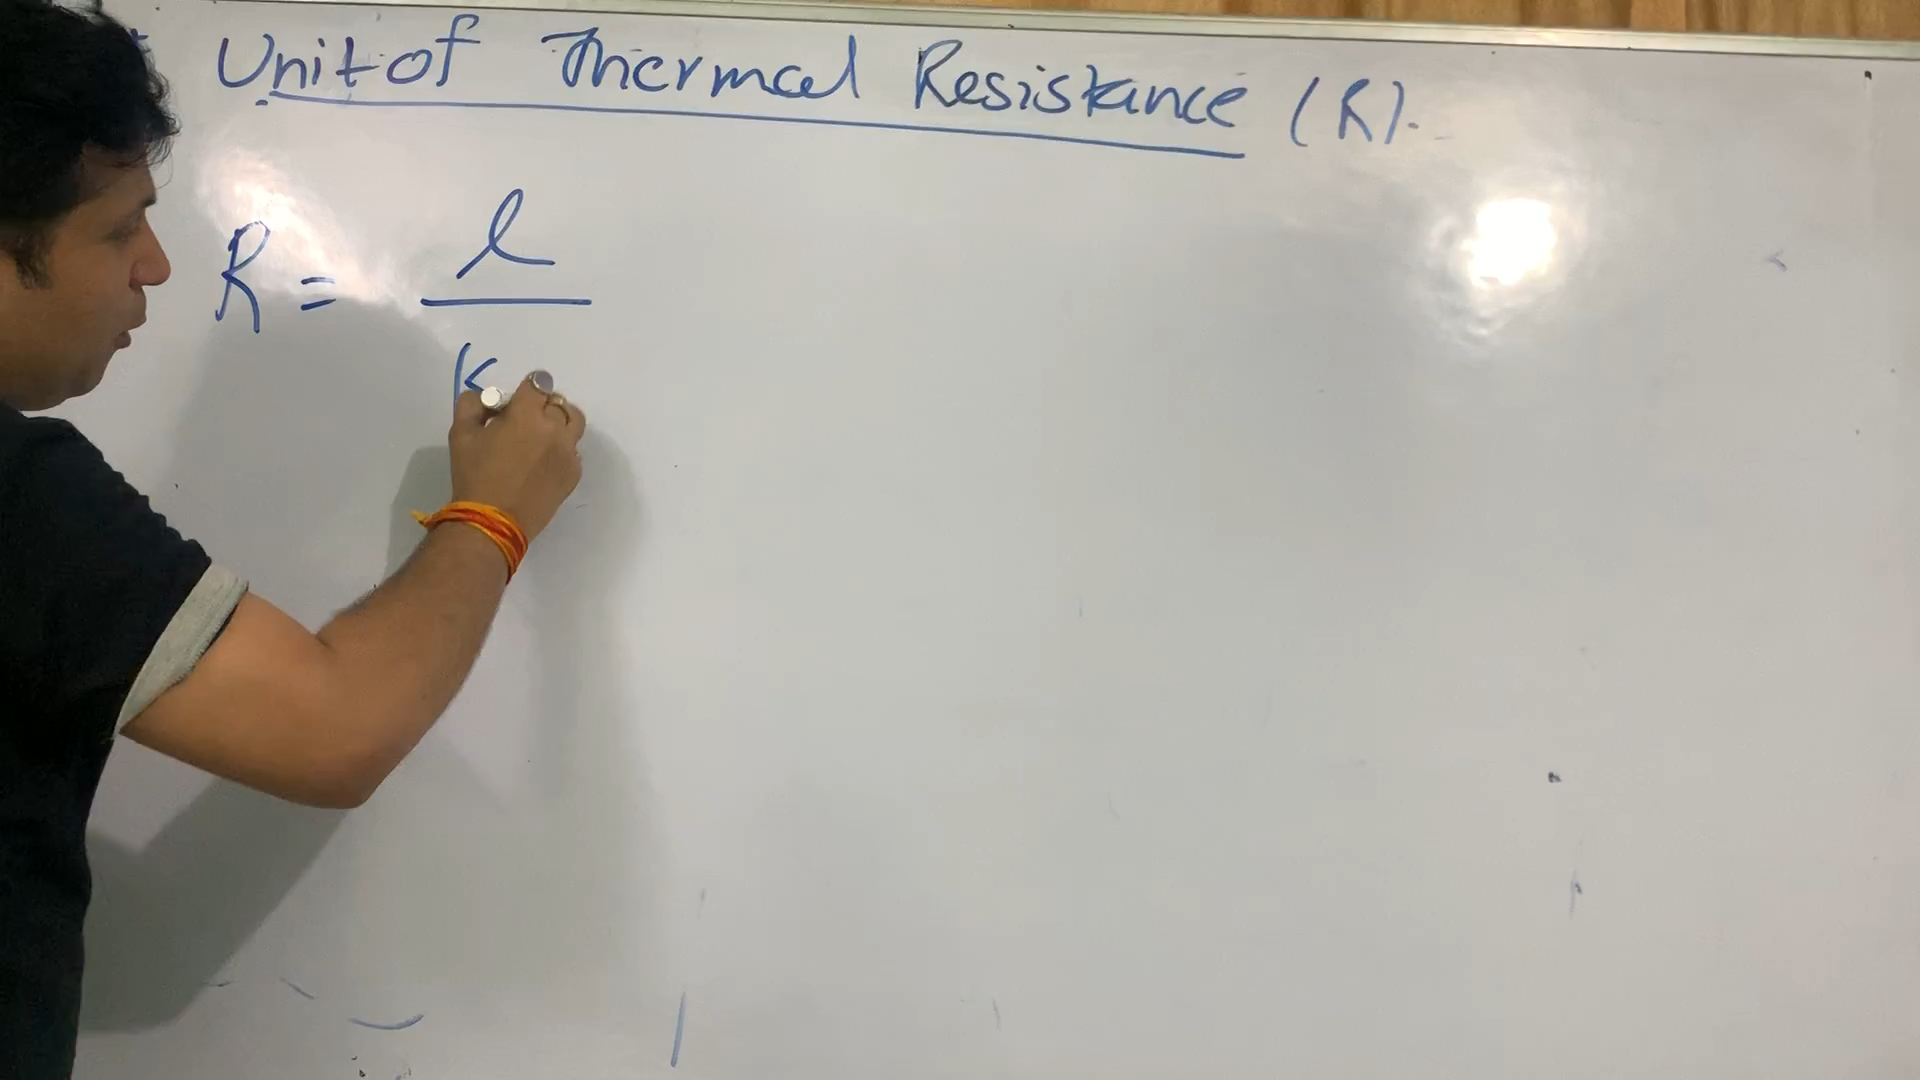 Unit of Thermal Resistance (R).
R = l
K